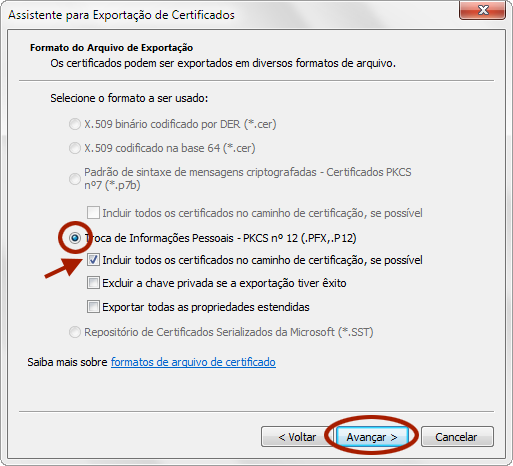 Assistente para Exportação de Certificados
Formato do Arquivo de Exportação
Os certificados podem ser exportados em diversos formatos de arquivo.
Selecione o formato a ser usado:
X.509 binário codificado por DER (*.cer)
X.509 codificado na base 64 (*.cer)
Padrão de sintaxe de mensagens criptografadas - Certificados PKCS
nº7 (*.p7b)
Incluir todos os certificados no caminho de certificação, se possível
Troca de Informações Pessoais - PKCS nº 12 (.PFX,.P12)
Incluir todos os certificados no caminho de certificação, se possível
Excluir a chave privada se a exportação tiver êxito
Exportar todas as propriedades estendidas
Repositório de Certificados Serializados da Microsoft (*.SST)
Saiba mais sobre formatos de arquivo de certificado
< Voltar Avançar > Cancelar